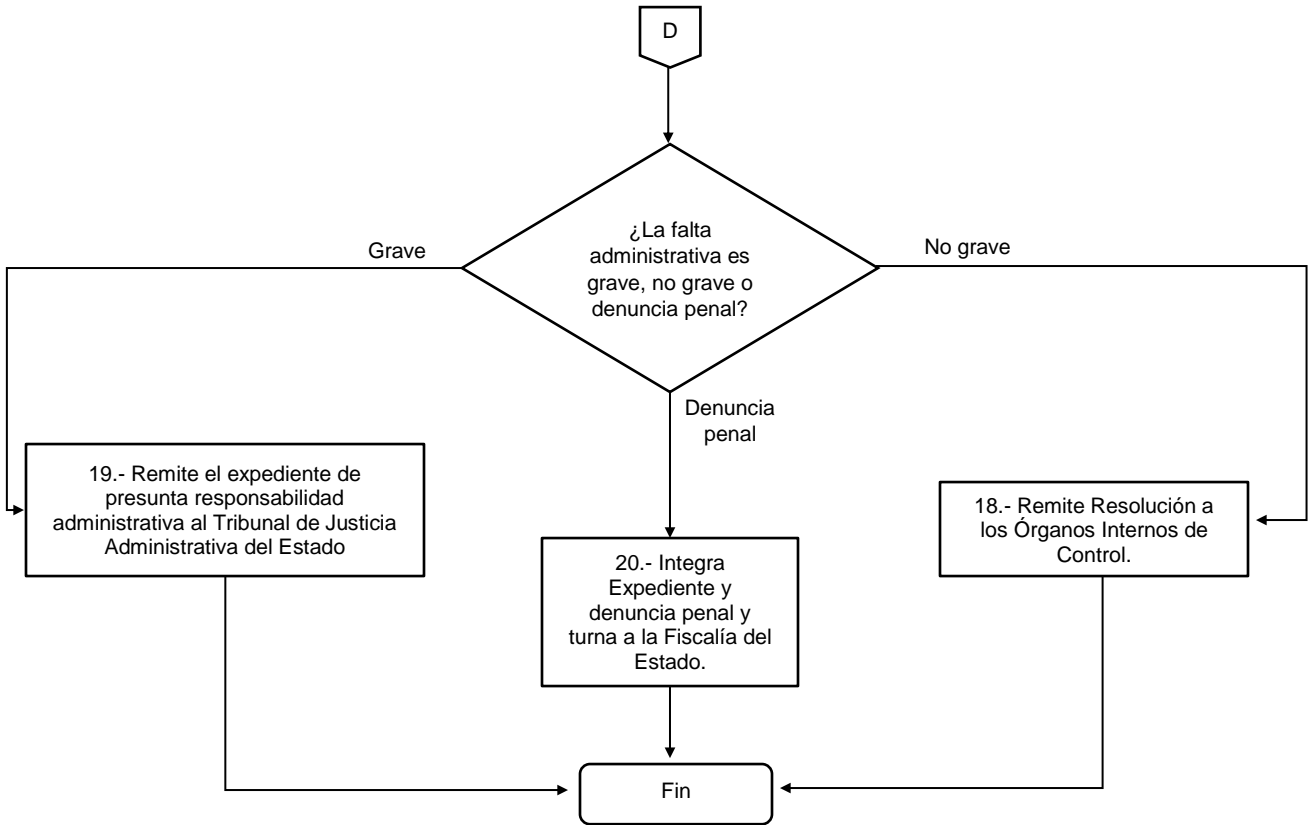 D
¿La falta
administrativa es
grave, no grave o
denuncia penal?
Grave
No grave
Denuncia
penal
19.- Remite el expediente de
presunta responsabilidad
administrativa al Tribunal de Justicia
Administrativa del Estado
20.- Integra
Expediente y
denuncia penal y
turna a la Fiscalía del
Estado.
18.- Remite Resolución a
los Órganos Internos de
Control.
Fin